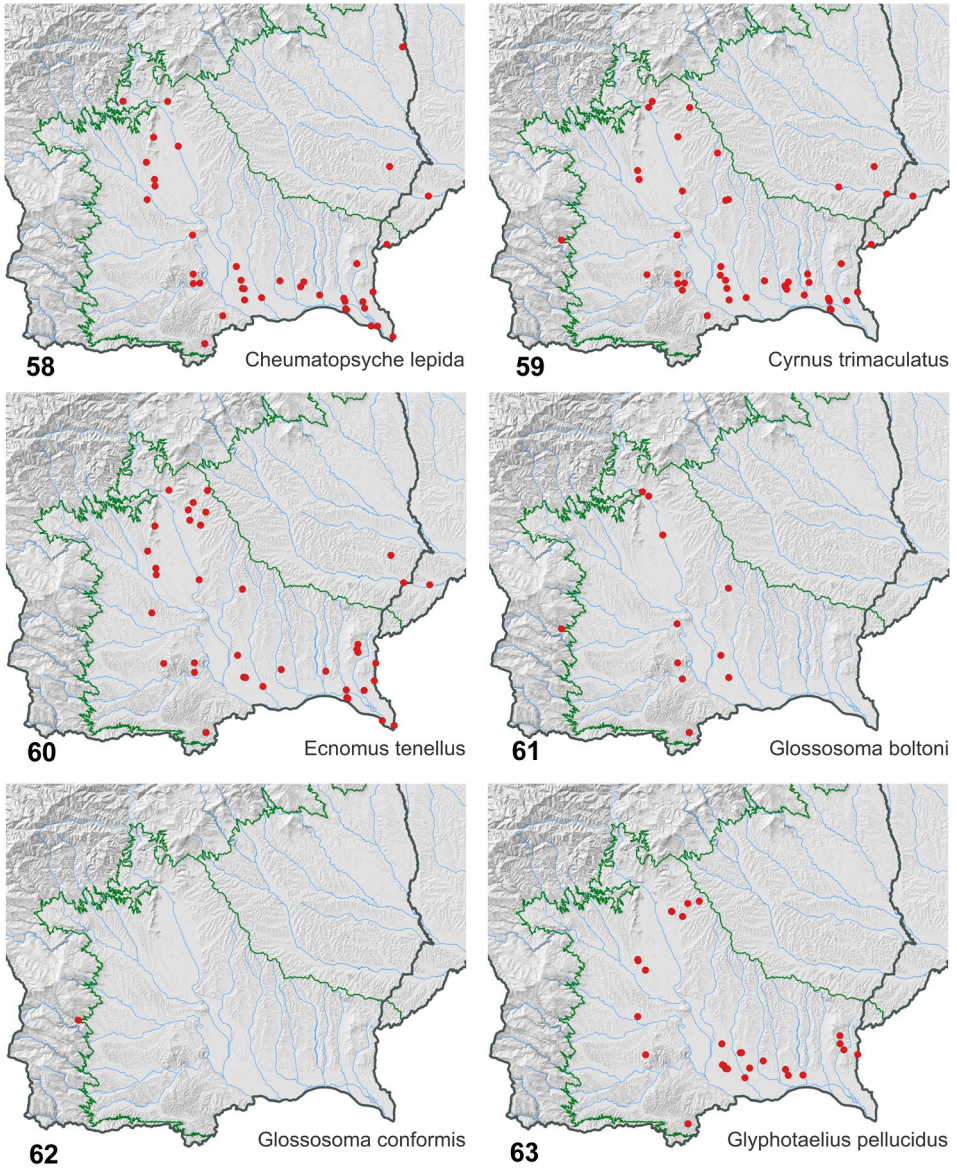 58 Cheumatopsyche lepida
59 Cyrnus trimaculatus
60 Ecnomus tenellus
61 Glossosoma boltoni
62 Glossosoma conformis
63 Glyphotaelius pellucidus